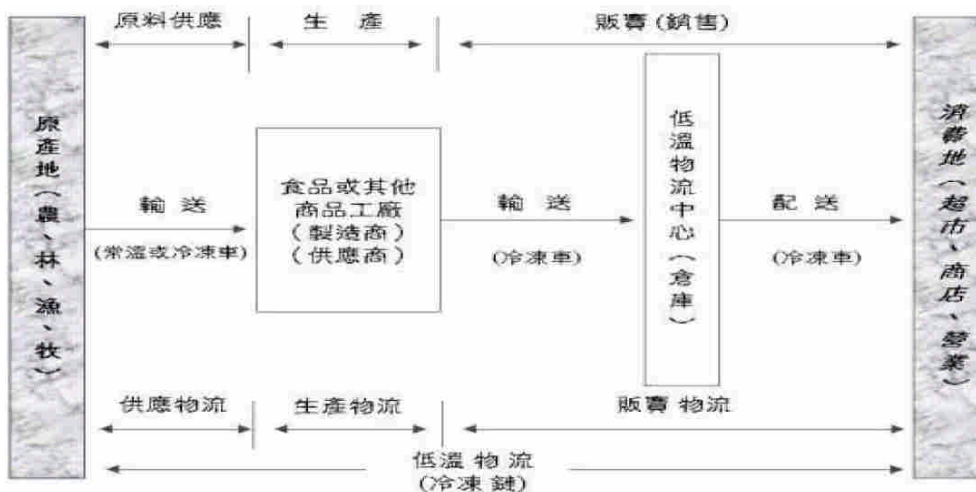 原料供應
生產
販賣(銷售)
原產地(農、林、漁、牧)
輸送
(常溫或冷凍車)
食品或其他
商品工廠
(製造商)
(供應商)
輸送
(冷凍車)
低溫物流中心(倉庫)
配送
(冷凍車)
消費地(超市、商店、營業)
供應物流
生產物流
販賣物流
低溫物流
(冷凍鏈)